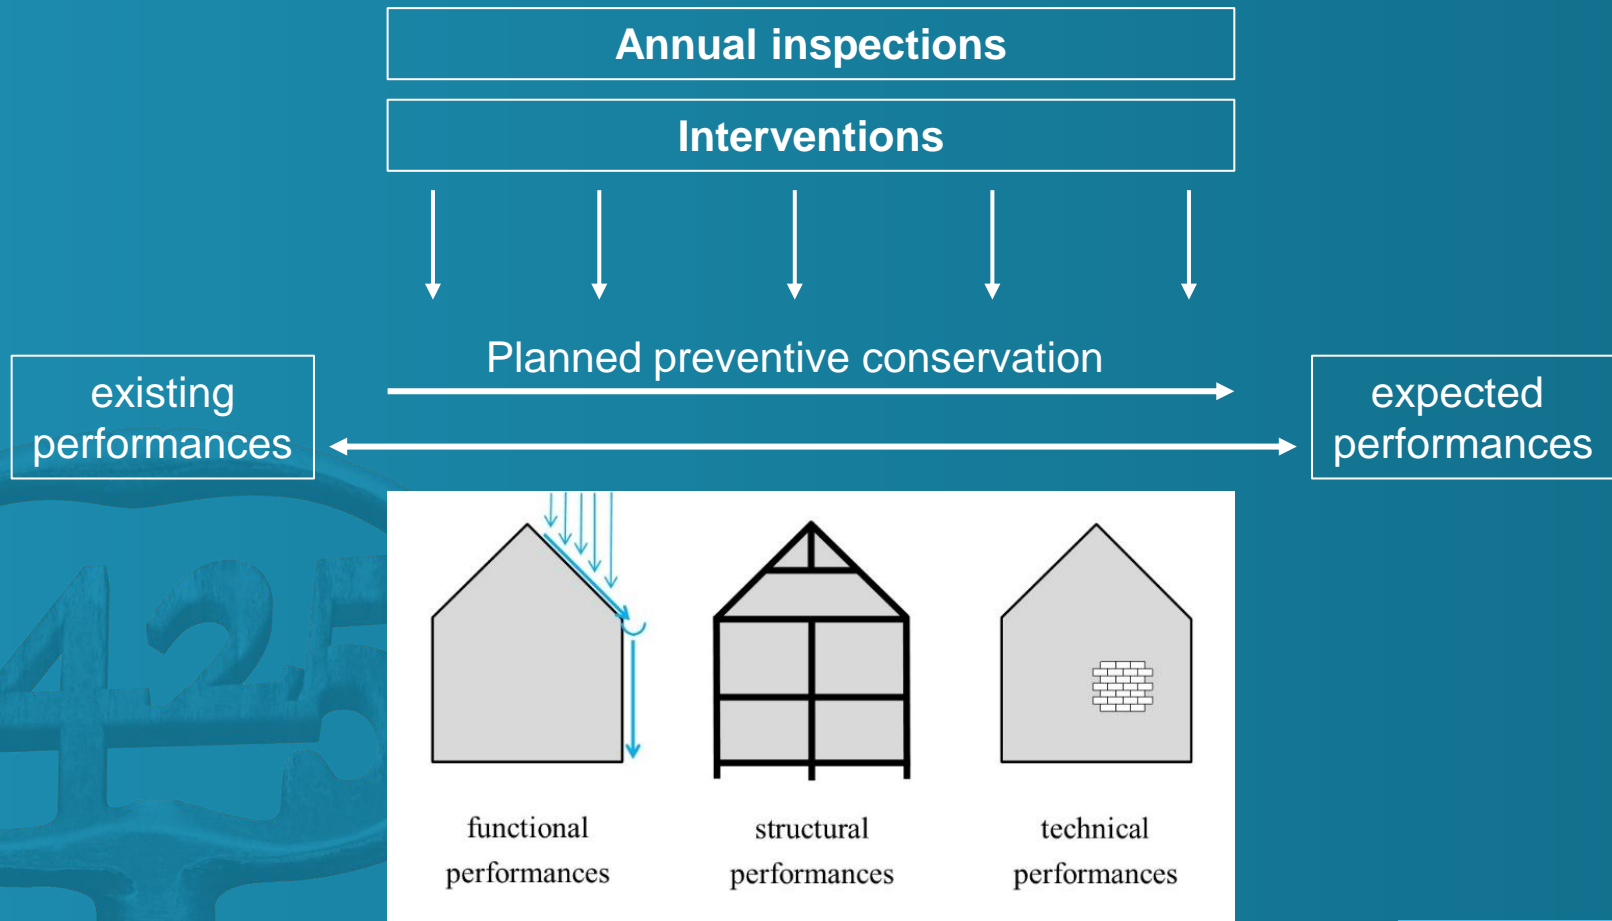 Annual inspections
Interventions
Planned preventive conservation
existing
performances
expected
performances
425
functional
performances
structural
performances
technical
performances